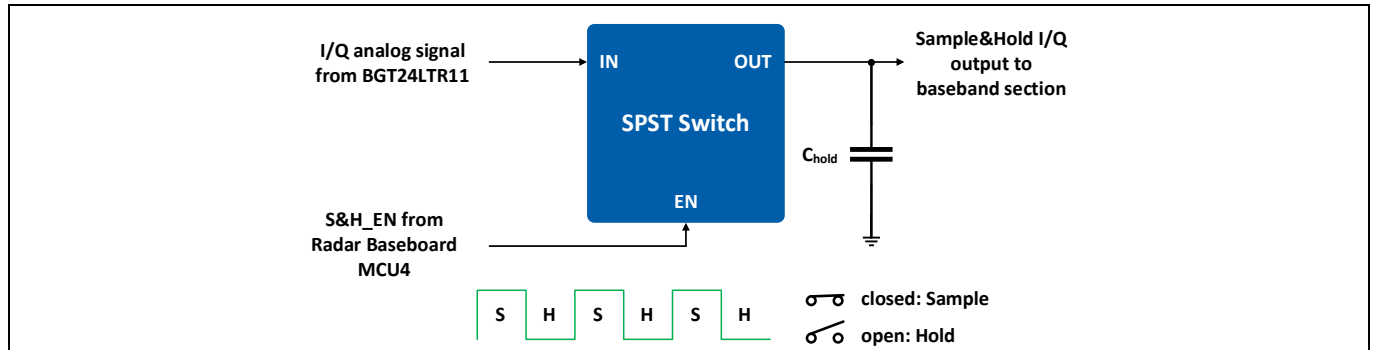 I/Q analog signal
from BGT24LTR11
IN
OUT
SPST Switch
EN
Sample&Hold I/Q
output to
baseband section
Chold
S&H_EN from
Radar Baseboard
MCU4
S H S H S H
closed: Sample
open: Hold